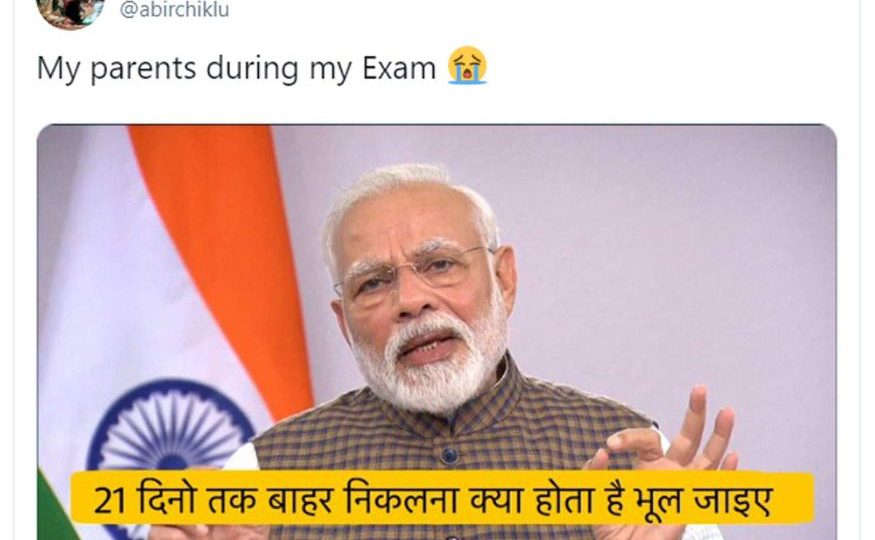 @abirchiklu
My parents during my Exam 😭
21 दिनो तक बाहर निकलना क्या होता है भूल जाइए